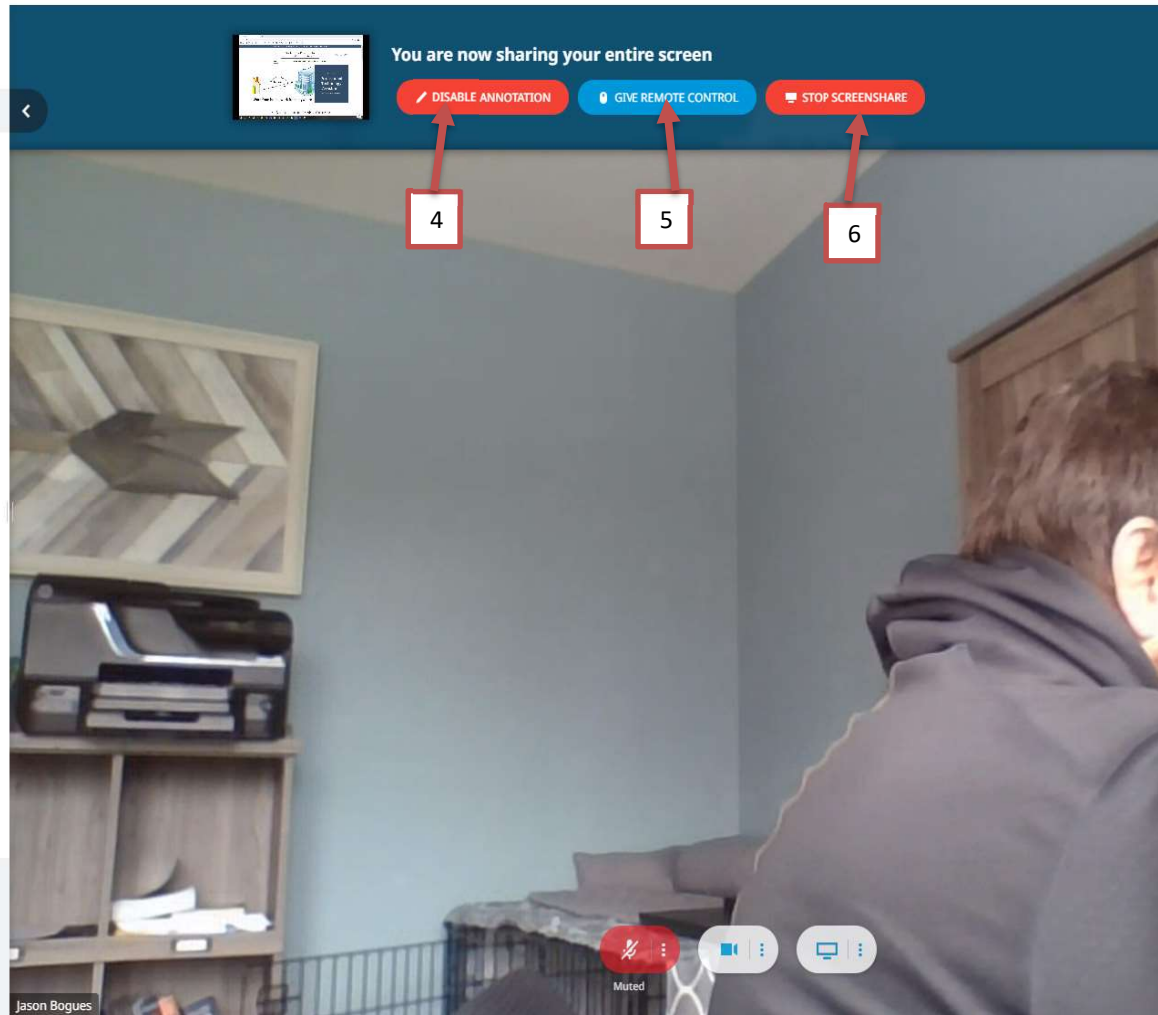 You are now sharing your entire screen
DISABLE ANNOTATION
GIVE REMOTE CONTROL
STOP SCREENSHARE
4
5
6
Muted
Jason Bogues